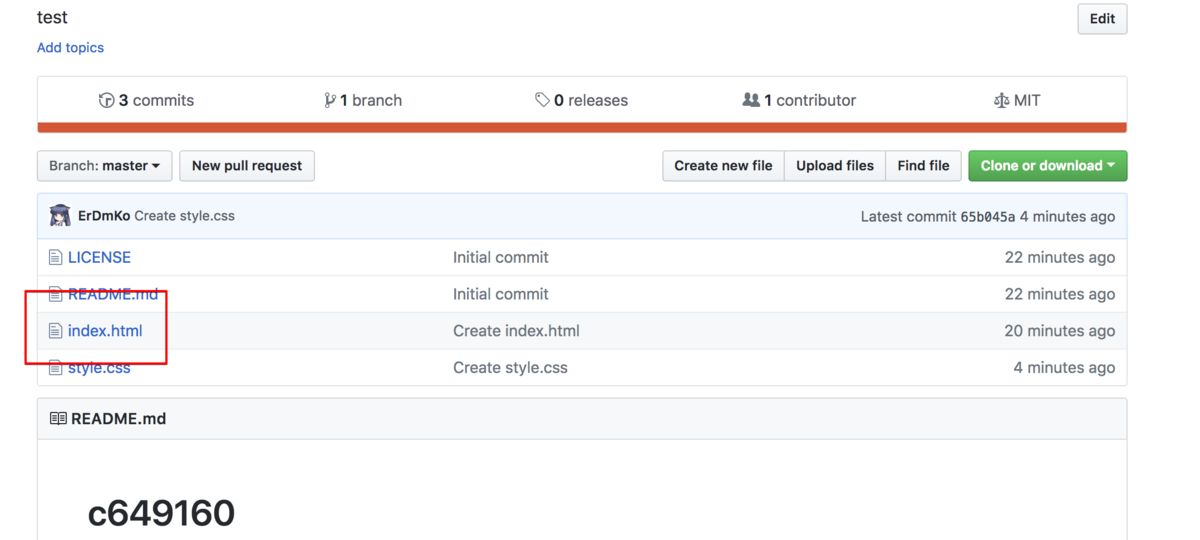 test
Edit
Add topics
3 commits 1 branch 0 releases 1 contributor MIT
Branch: master New pull request Create new file Upload files Find file Clone or download
ErDmKo Create style.css Latest commit 65b045a 4 minutes ago
LICENSE Initial commit 22 minutes ago
README.md Initial commit 22 minutes ago
index.html Create index.html 20 minutes ago
style.css Create style.css 4 minutes ago
README.md
c649160